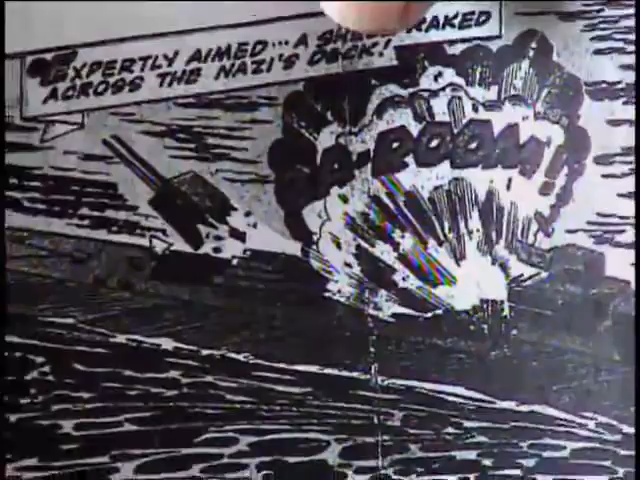 EXPERTLY AIMED... A SHELL RAKED
ACROSS THE NAZI'S DECK!
-ROOM!